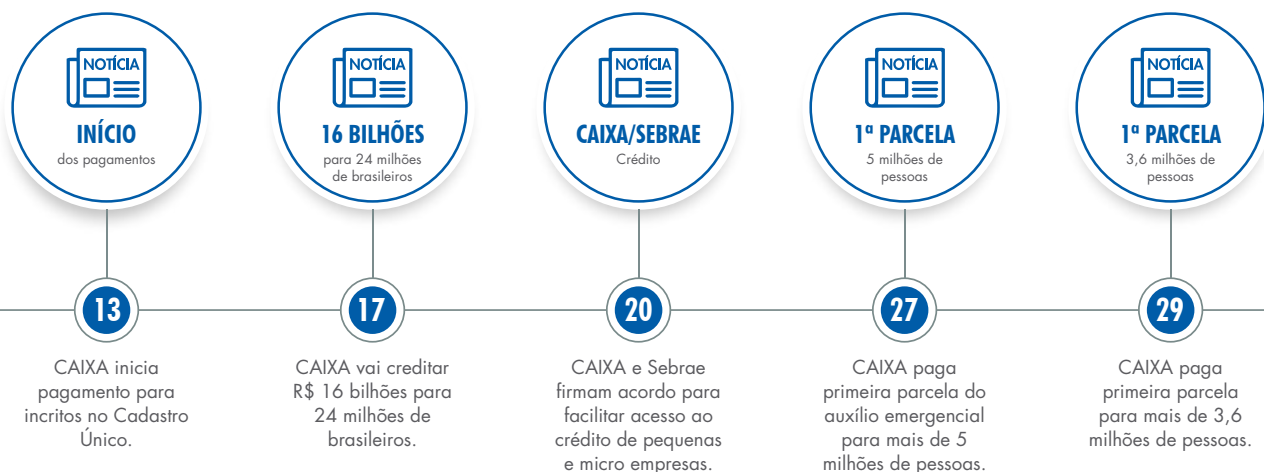 NOTÍCIA
INÍCIO
dos pagamentos
13
CAIXA inicia
pagamento para
incritos no Cadastro
Único.
NOTÍCIA
16 BILHÕES
para 24 milhões
de brasileiros
17
CAIXA vai creditar
R$ 16 bilhões para
24 milhões de
brasileiros.
NOTÍCIA
CAIXA/SEBRAE
Crédito
20
CAIXA e Sebrae
firmam acordo para
facilitar acesso ao
crédito de pequenas
e micro empresas.
NOTÍCIA
1ª PARCELA
5 milhões de
pessoas
27
CAIXA paga
primeira parcela do
auxílio emergencial
para mais de 5
milhões de pessoas.
NOTÍCIA
1ª PARCELA
3,6 milhões de
pessoas
29
CAIXA paga
primeira parcela
para mais de 3,6
milhões de pessoas.